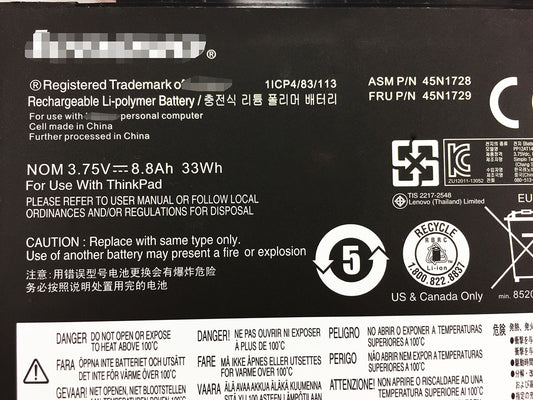 ®
®Registered Trademark of
1ICP4/83/113
ASM P/N 45N1728
Rechargeable Li-polymer Battery / 충전식 리튬 폴리머 배터리
FRU P/N 45N1729
For use with personal computer
Cell made in China
Further processed in China
NOM 3.75V 8.8Ah 33Wh
For Use With ThinkPad
PLEASE REFER TO USER MANUAL OR FOLLOW LOCAL
ORDINANCES AND/OR REGULATIONS FOR DISPOSAL
TIS 2217-2548
Lenovo (Thailand) Limited
EU
CAUTION : Replace with same type only.
Use of another battery may present a fire or explosion
注意:用错误型号电池更换会有爆炸危险
务必按照说明处置用完的电池
5
RECYCLE
RBRC
Li-ion
1.800.822.8837
US & Canada Only
min. 8520
DANGER DO NOT OPEN OR EXPOSE
TO HEAT ABOVE 100°C
FARA ÖPPNA INTE BATTERIET OCH UTSÄTT
DET INTE FÖR VÄRME ÖVER 100°C
GEVAAR! NIET OPENEN, NIET BLOOTSTELLEN
DANGER! NE PAS OUVRIR NI EXPOSER
À PLUS DE 100°C
FARE MÅ IKKE ÅPNES ELLER UTSETTES
FOR VARME OVER 100°C
VAARA ÄLÄ AVAA AKKUA ÄLÄKÄ KUUMENNA
SITÄ YLI 100°C LÄMPÖTILAAN
PELIGRO NO ABRIR O EXPONER A TEMPERATURAS
SUPERIORES A 100°C
PERIGO NÃO ABRIR NEM EXPOR A TEMPERATURAS
SUPERIORES A 100°C
ATTENZIONE! NON APRIRE O RISCALDARE AD UNA
TEMPERATURA SUPERIORE A 100°C
危険